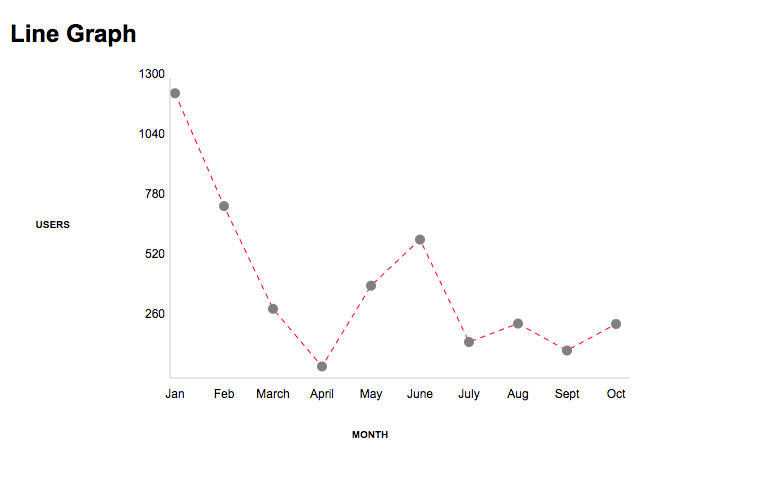 Line Graph
1300
1040
780
USERS
520
260
Jan Feb March April May June July Aug Sept Oct
MONTH